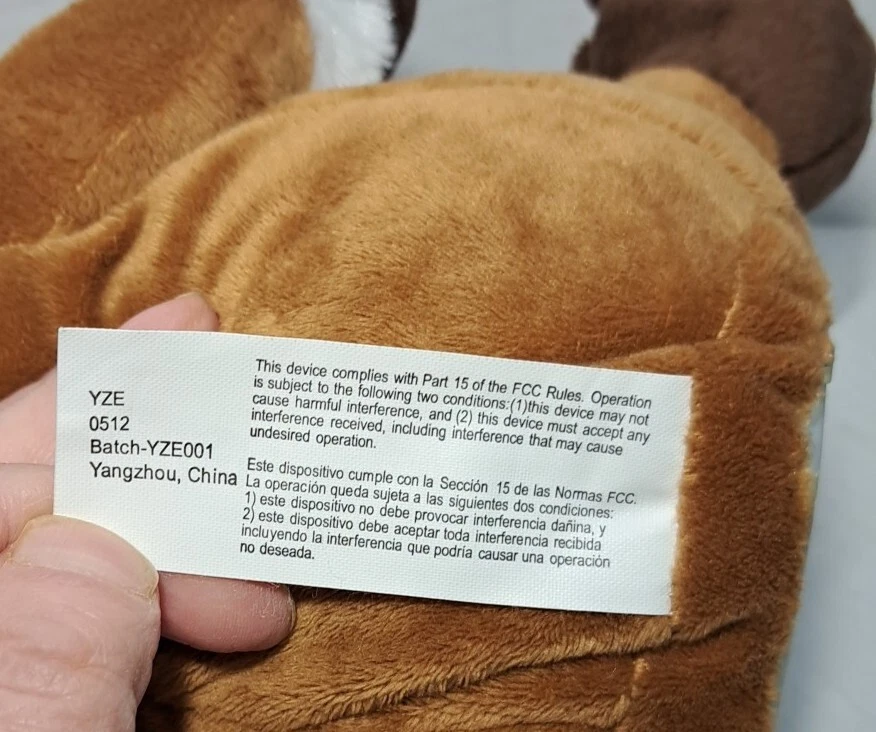 YZE
0512
Batch-YZE001
Yangzhou, China
This device complies with Part 15 of the FCC Rules. Operation
is subject to the following two conditions:(1)this device may not
cause harmful interference, and (2) this device must accept any
interference received, including interference that may cause
undesired operation.
Este dispositivo cumple con la Sección 15 de las Normas FCC.
La operación queda sujeta a las siguientes dos condiciones:
1) este dispositivo no debe provocar interferencia dañina, y
2) este dispositivo debe aceptar toda interferencia recibida
incluyendo la interferencia que podría causar una operación
no deseada.